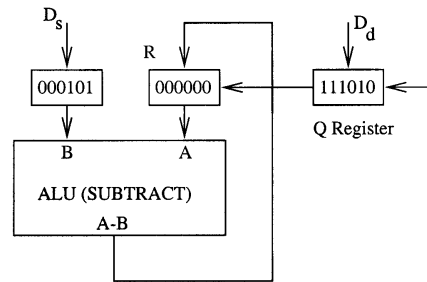 D_s
D_d
R
000101
000000
111010
Q Register
B
A
ALU (SUBTRACT)
A-B